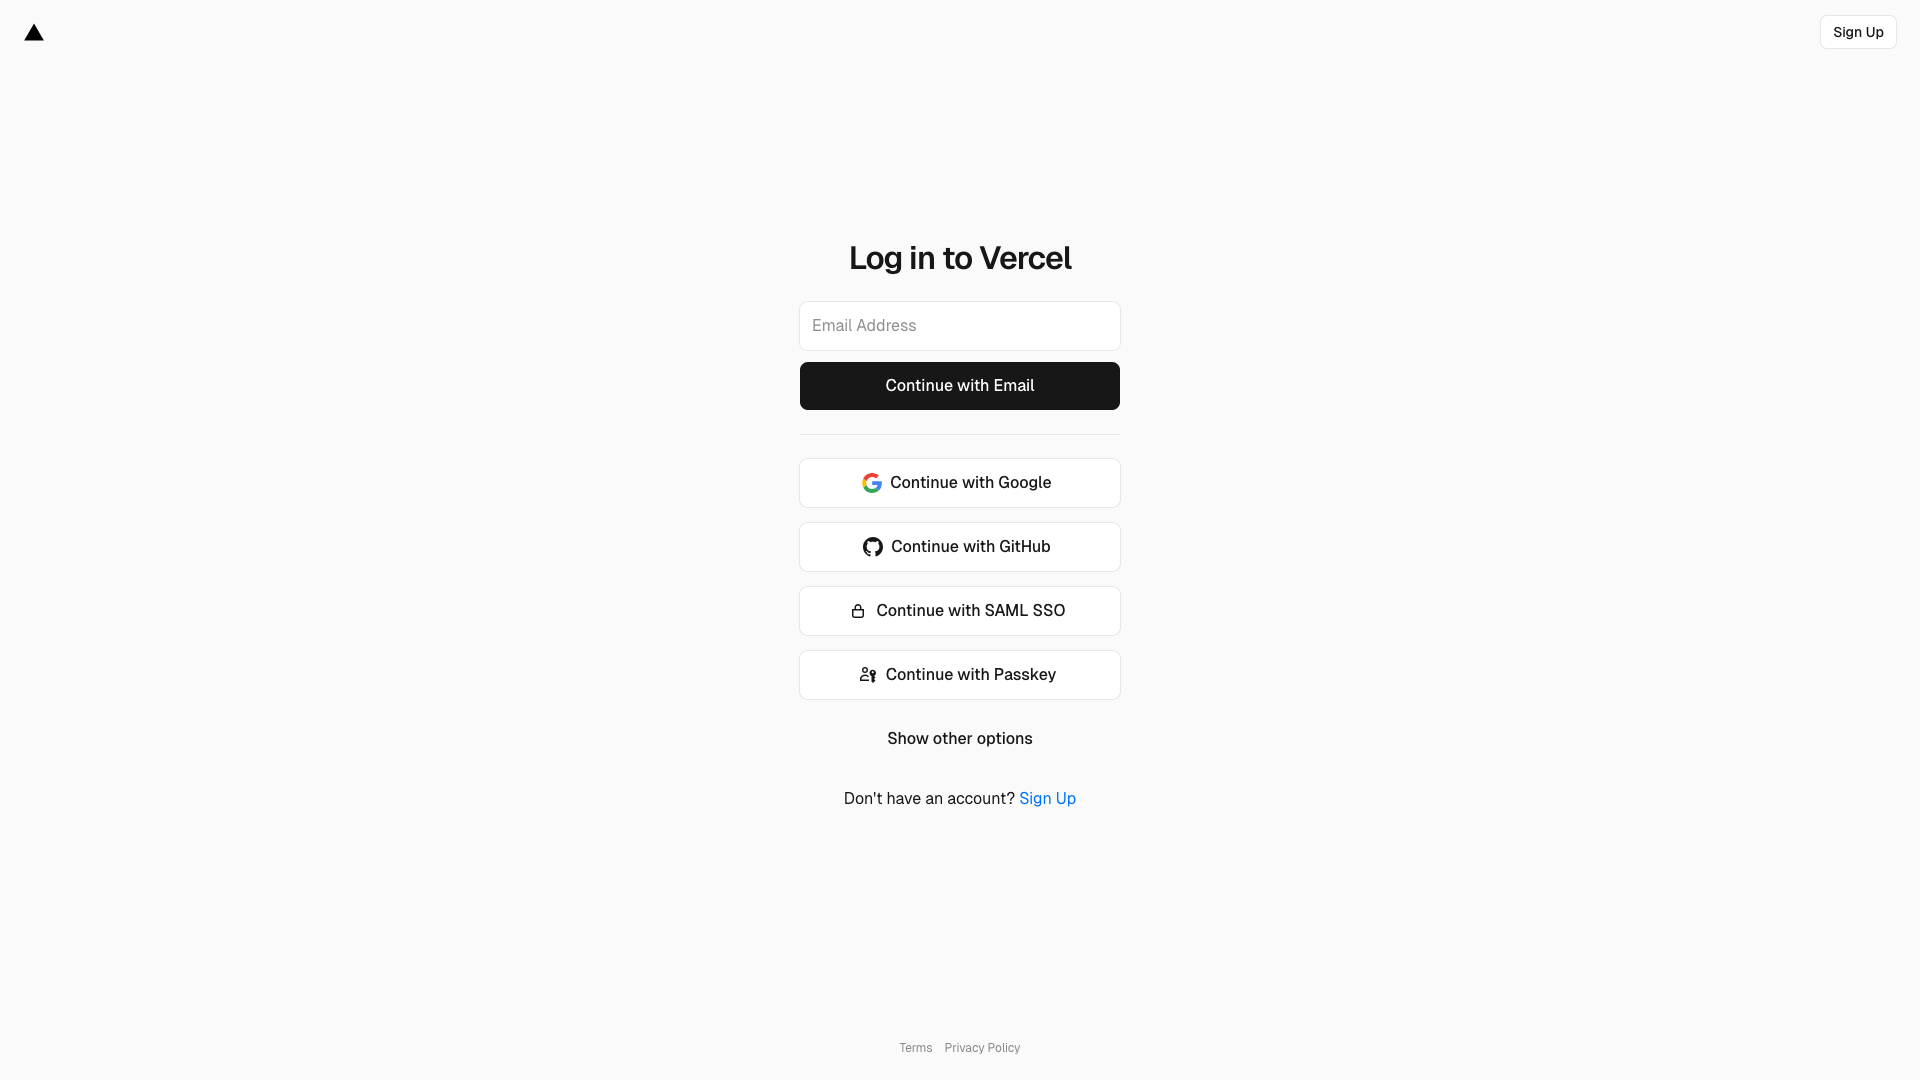 Sign Up
Log in to Vercel
Email Address
Continue with Email
Continue with Google
Continue with GitHub
Continue with SAML SSO
Continue with Passkey
Show other options
Don't have an account? Sign Up
Terms Privacy Policy